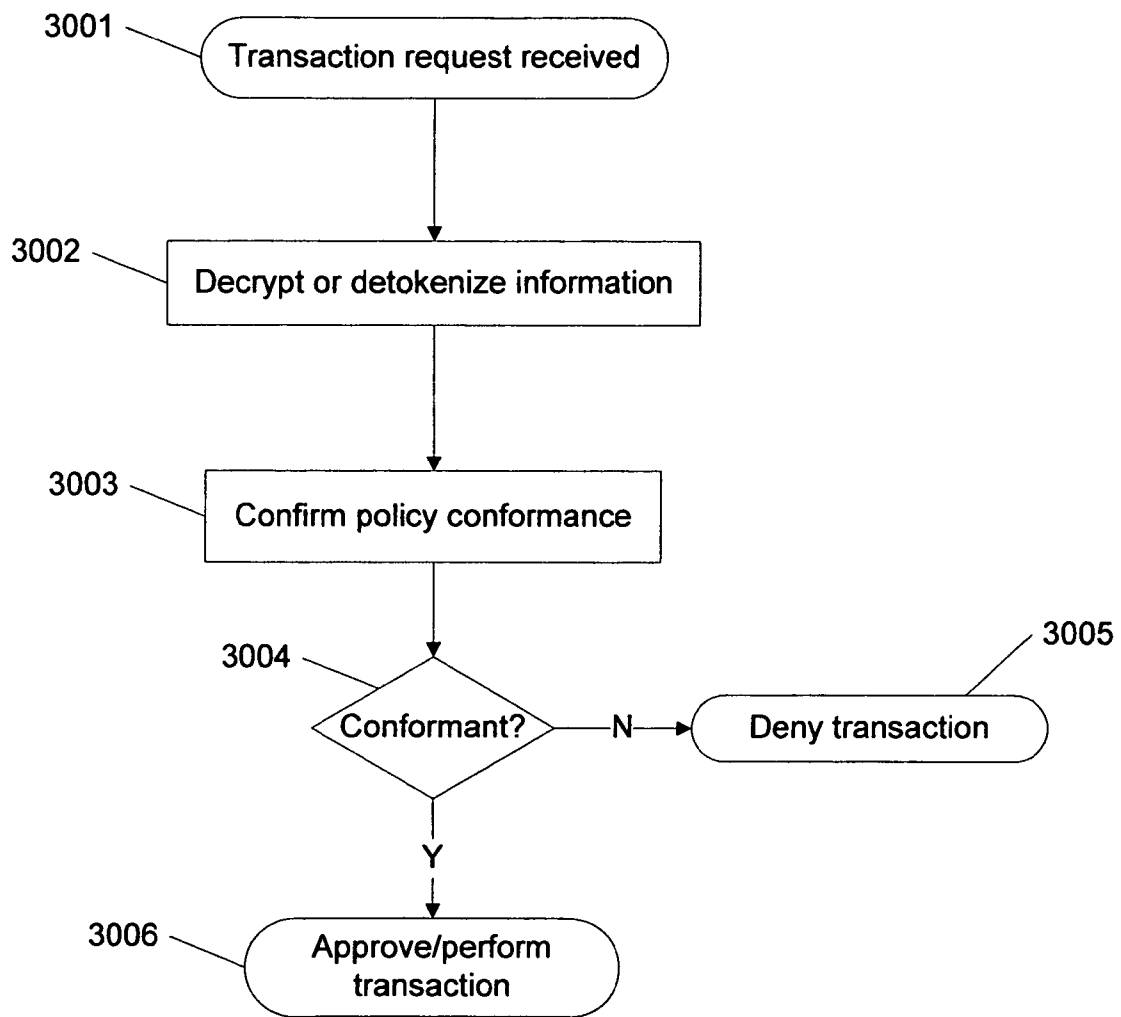 3001
Transaction request received
3002
Decrypt or detokenize information
3003
Confirm policy conformance
3004
Conformant?
N
3005
Deny transaction
Y
3006
Approve/perform
transaction